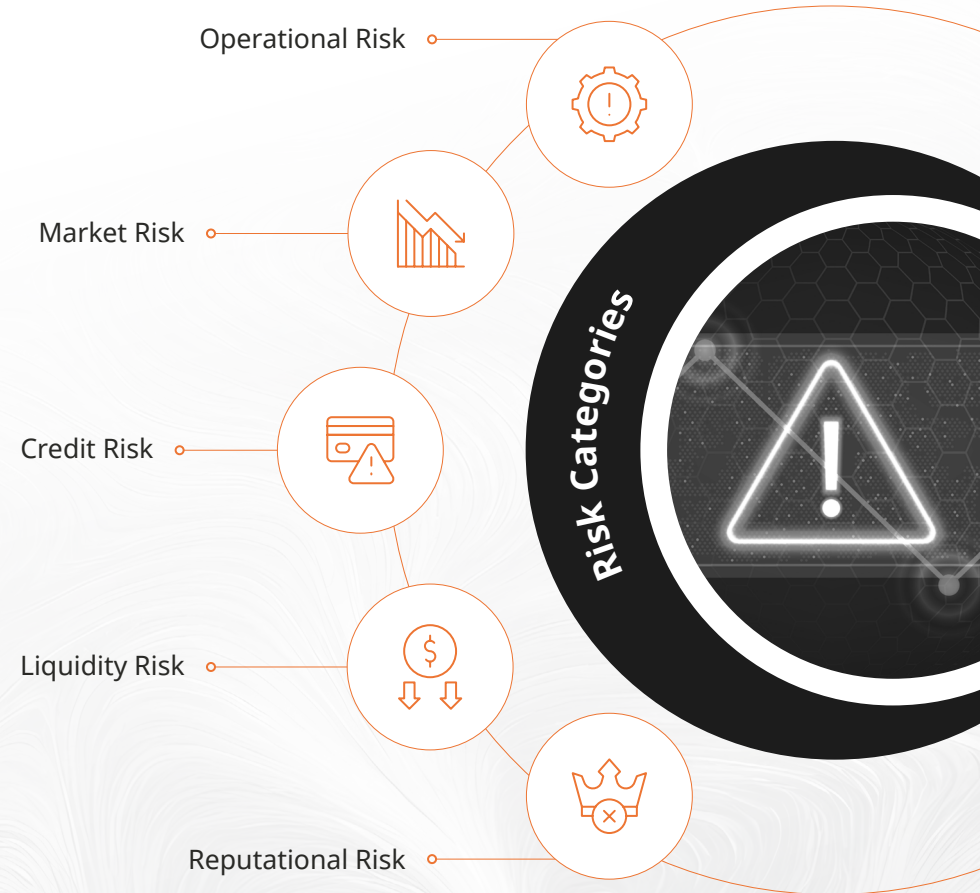 Operational Risk
Market Risk
Credit Risk
Liquidity Risk
Reputational Risk
Risk Categories
$